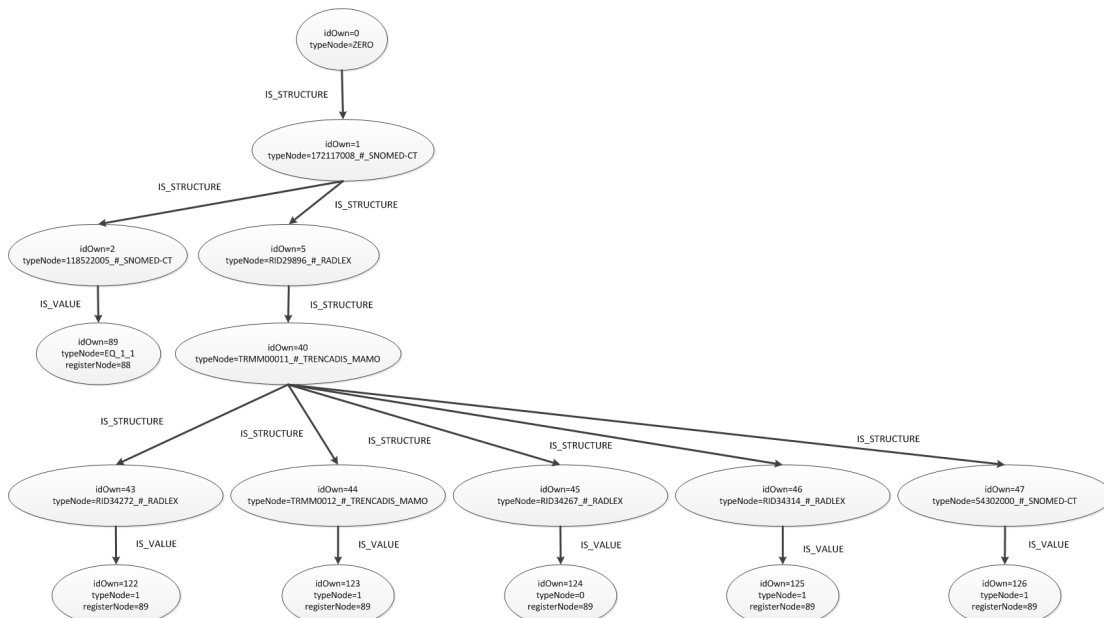 idOwn=0
typeNode=ZERO
IS_STRUCTURE
idOwn=1
typeNode=172117008_#_SNOMED-CT
IS_STRUCTURE
IS_STRUCTURE
idOwn=2
typeNode=118522005_#_SNOMED-CT
idOwn=5
typeNode=RID29896_#_RADLEX
IS_VALUE
IS_STRUCTURE
idOwn=89
typeNode=EQ_1_1
registerNode=88
idOwn=40
typeNode=TRMM00011_#_TRENCADIS_MAMO
IS_STRUCTURE
IS_STRUCTURE
IS_STRUCTURE
IS_STRUCTURE
IS_STRUCTURE
idOwn=43
typeNode=RID34272_#_RADLEX
idOwn=44
typeNode=TRMM0012_#_TRENCADIS_MAMO
idOwn=45
typeNode=RID34267_#_RADLEX
idOwn=46
typeNode=RID34314_#_RADLEX
idOwn=47
typeNode=54302000_#_SNOMED-CT
IS_VALUE
IS_VALUE
IS_VALUE
IS_VALUE
IS_VALUE
idOwn=122
typeNode=1
registerNode=89
idOwn=123
typeNode=1
registerNode=89
idOwn=124
typeNode=0
registerNode=89
idOwn=125
typeNode=1
registerNode=89
idOwn=126
typeNode=1
registerNode=89